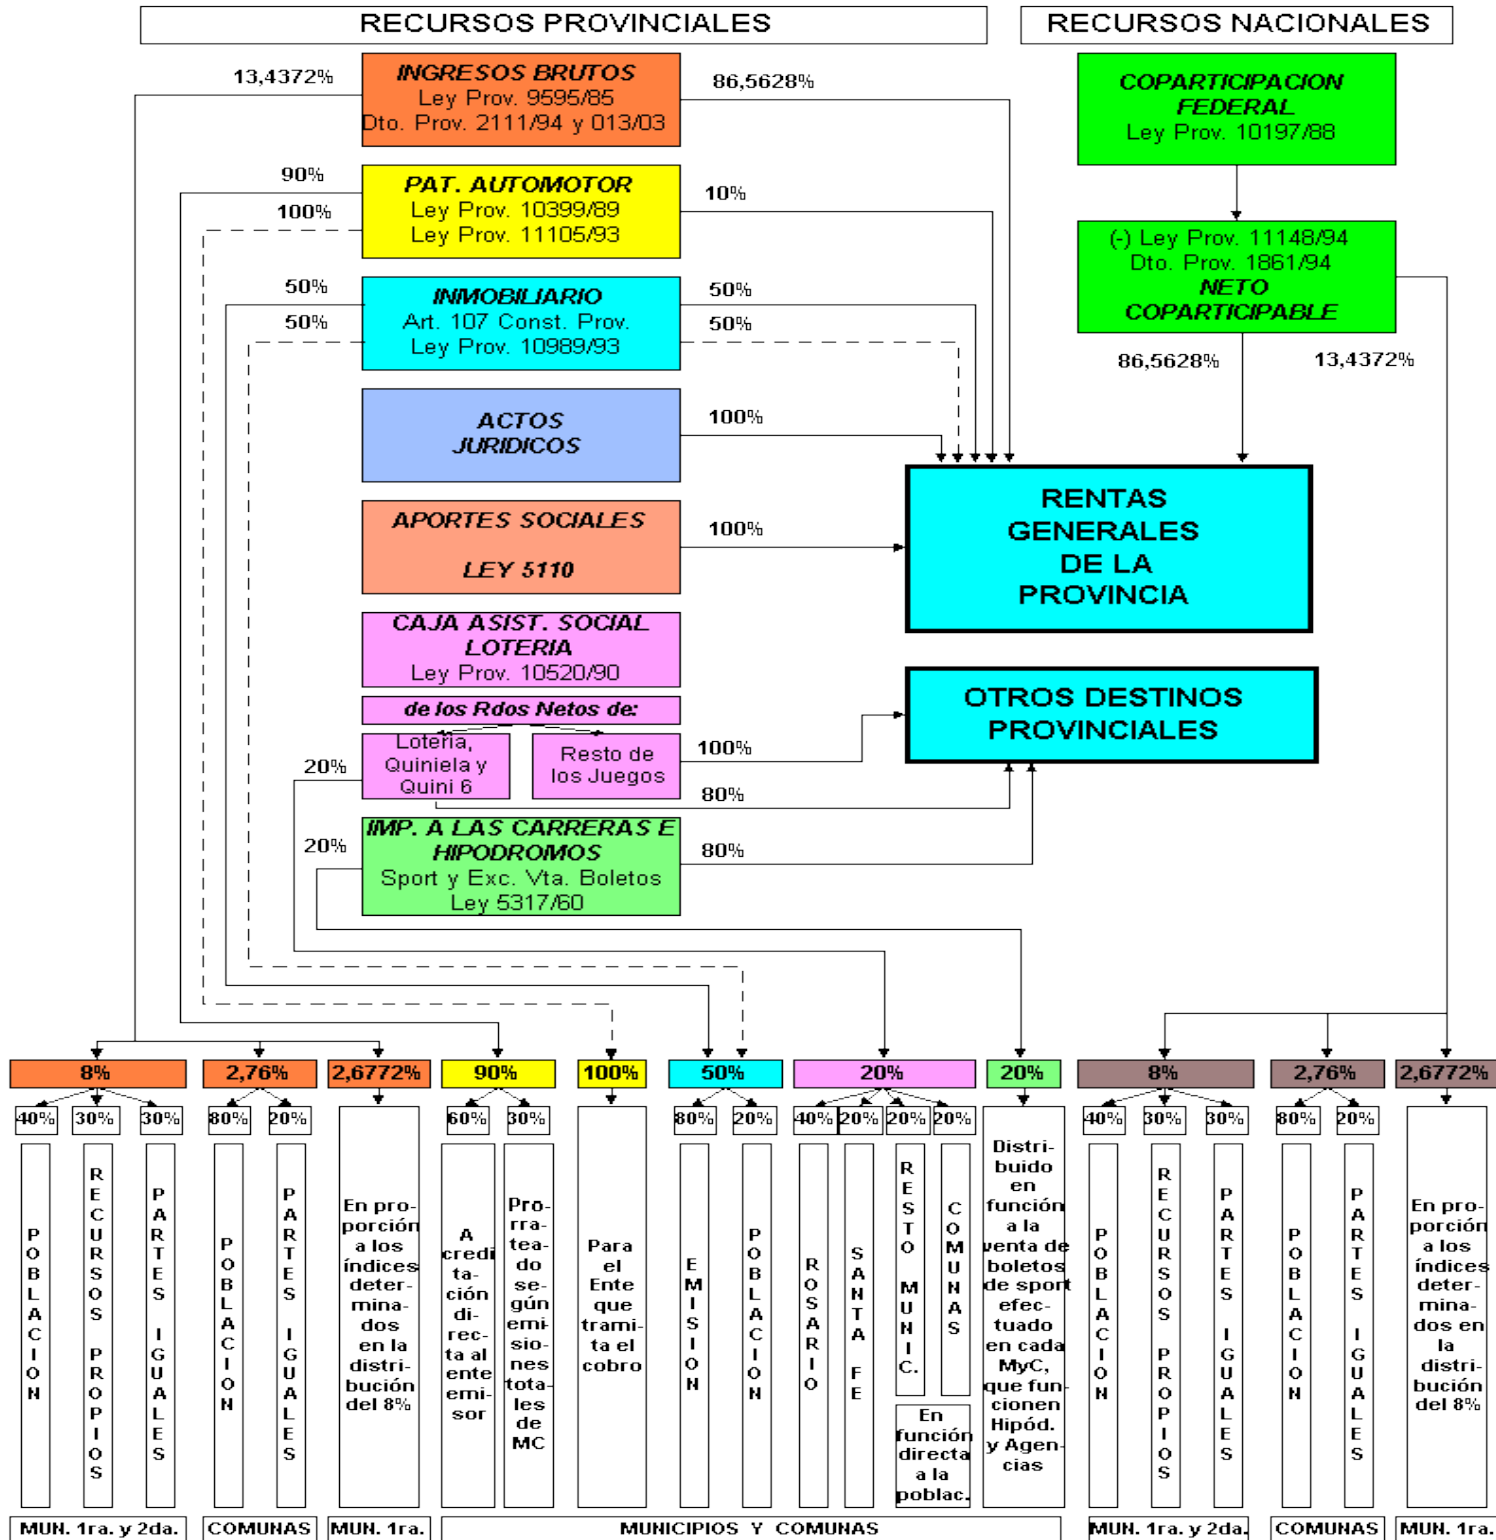 RECURSOS PROVINCIALES
RECURSOS NACIONALES
13,4372%
INGRESOS BRUTOS
Ley Prov. 9595/85
Dto. Prov. 2111/94 y 013/03
86,5628%
COPARTICIPACION
FEDERAL
Ley Prov. 10197/88
90%
100%
PAT. AUTOMOTOR
Ley Prov. 10399/89
Ley Prov. 11105/93
10%
(-) Ley Prov. 11148/94
Dto. Prov. 1861/94
NETO
COPARTICIPABLE
50%
50%
INMOBILIARIO
Art. 107 Const. Prov.
Ley Prov. 10989/93
50%
50%
86,5628%
13,4372%
ACTOS
JURIDICOS
100%
APORTES SOCIALES
LEY 5110
100%
RENTAS
GENERALES
DE LA
PROVINCIA
CAJA ASIST. SOCIAL
LOTERIA
Ley Prov. 10520/90
de los Rdos Netos de:
20%
Lotería,
Quiniela y
Quini 6
Resto de
los Juegos
100%
80%
OTROS DESTINOS
PROVINCIALES
20%
IMP. A LAS CARRERAS E
HIPODROMOS
Sport y Exc. Vta. Boletos
Ley 5317/60
80%
8%
2,76%
2,6772%
90%
100%
50%
20%
20%
8%
2,76%
2,6772%
40%
30%
30%
80%
20%
60%
30%
80%
20%
40%
20%
20%
20%
40%
30%
30%
80%
20%
POBLACION
RECURSOS PROPIOS
PARTES IGUALES
POBLACION
PARTES IGUALES
En pro-
porción
a los
índices
deter-
mina-
dos
en la
distri-
bución
del 8%
A
credi
ta-
ción
di-
rec-
ta al
ente
emi-
sor
Pro-
rra-
tea-
do
se-
gún
emi-
sio-
nes
tota-
les
de
MC
Para
el
Ente
que
trami-
ta el
cobro
EMISION
POBLACION
ROSARIO
SANTA FE
RESTO MUNIC.
COMUNAS
En
función
directa
a la
poblac.
Distri-
buido
en
función
a la
venta de
boletos
de sport
efec-
tuado
en cada
MyC,
que fun-
cionen
Hipód.
y Agen-
cias
POBLACION
RECURSOS PROPIOS
PARTES IGUALES
POBLACION
PARTES IGUALES
En pro-
porción
a los
índices
deter-
mina-
dos en
la
distri-
bución
del 8%
MUN. 1ra. y 2da.
COMUNAS
MUN. 1ra.
MUNICIPIOS Y COMUNAS
MUN. 1ra. y 2da.
COMUNAS
MUN. 1ra.